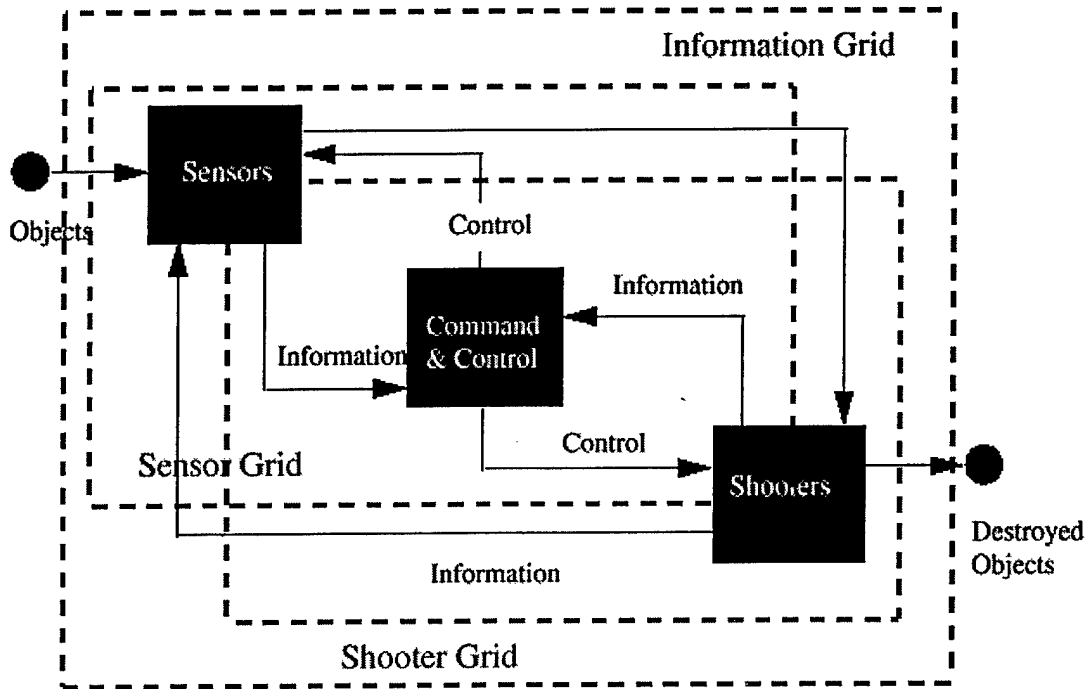 Information Grid
Sensors
Objects
Control
Information
Command
& Control
Information
Control
Sensor Grid
Shooters
Destroyed
Objects
Information
Shooter Grid